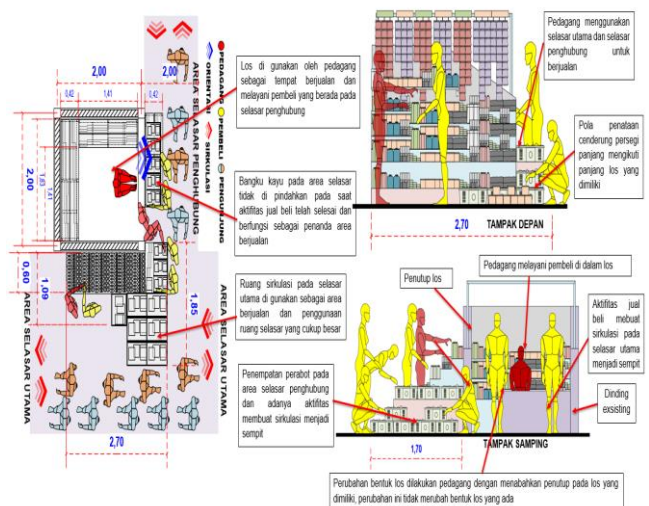 2,00
2,00
0,42
1,41
0,42
AREA SELASAR PENGHUBUNG
SIRKULASI
ORIENTASI
PENGUNJUNG
PEMBELI
PEDAGANG
2,00
1,41
0,60
1,09
1,85
AREA SELASAR UTAMA
AREA SELASAR UTAMA
2,70
Los di gunakan oleh pedagang
sebagai tempat berjualan dan
melayani pembeli yang berada pada
selasar penghubung
Bangku kayu pada area selasar
tidak di pindahkan pada saat
aktifitas jual beli telah selesai dan
berfungsi sebagai penanda area
berjualan
Ruang sirkulasi pada selasar
utama di gunakan sebagai area
berjualan dan penggunaan
ruang selasar yang cukup besar
Pedagang menggunakan
selasar utama dan selasar
penghubung untuk
berjualan
Pola penataan
cenderung persegi
panjang mengikuti
panjang los yang
dimiliki
2,70
TAMPAK DEPAN
Penutup los
Pedagang melayani pembeli di dalam los
Aktifitas jual
beli mebuat
sirkulasi pada
selasar utama
menjadi sempit
Penempatan perabot pada
area selasar penghubung
dan adanya aktifitas
membuat sirkulasi menjadi
sempit
Dinding
exsisting
1,70
TAMPAK SAMPING
Perubahan bentuk los dilakukan pedagang dengan menabahkan penutup pada los yang
dimiliki, perubahan ini tidak merubah bentuk los yang ada